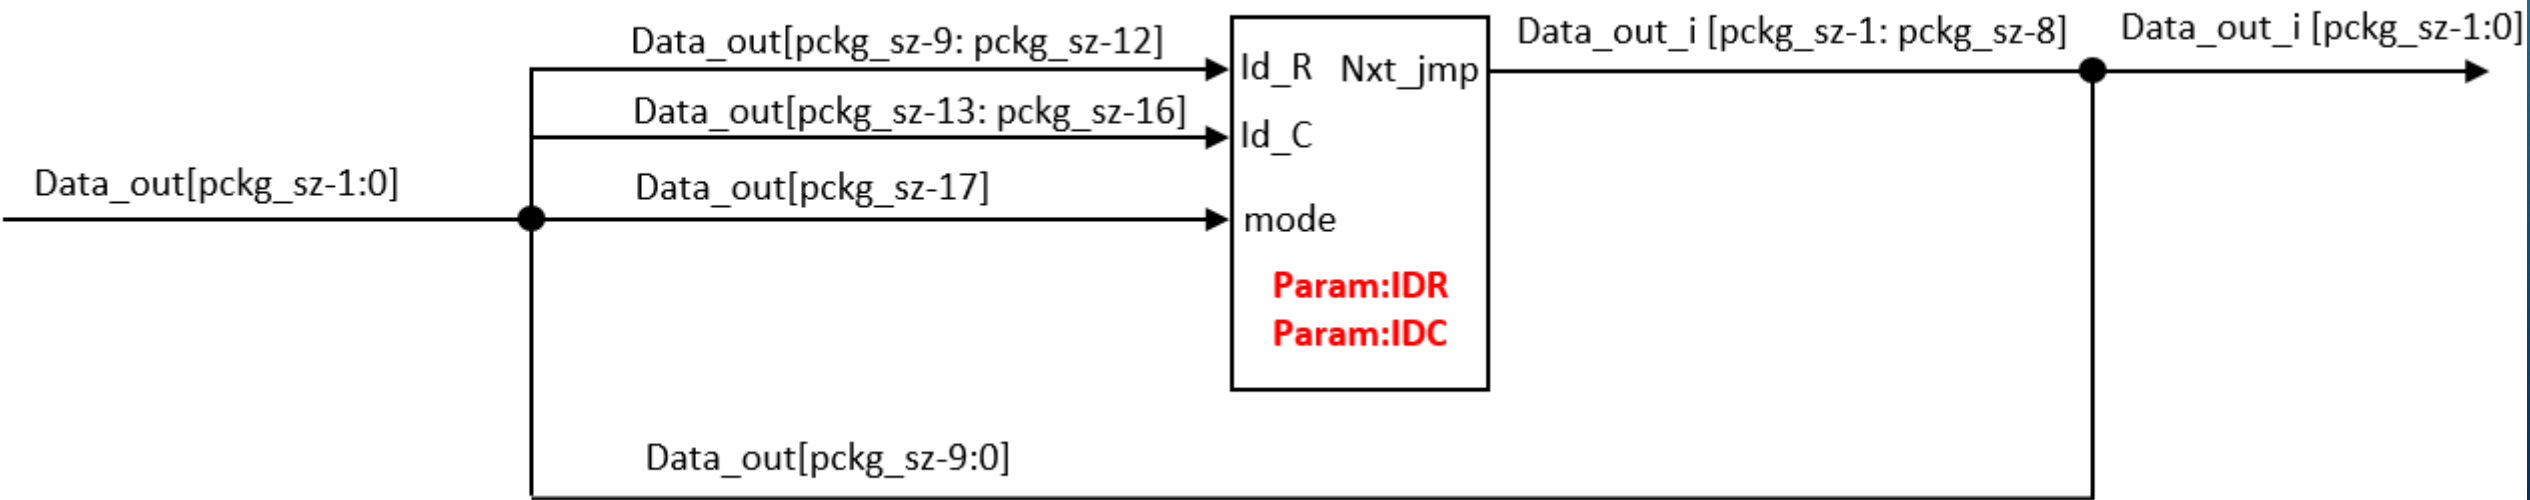 Data_out[pckg_sz-9: pckg_sz-12]
Data_out_i [pckg_sz-1: pckg_sz-8]
Data_out_i [pckg_sz-1:0]
Id_R Nxt_jmp
Data_out[pckg_sz-13: pckg_sz-16]
Id_C
Data_out[pckg_sz-1:0]
Data_out[pckg_sz-17]
mode
Param:IDR
Param:IDC
Data_out[pckg_sz-9:0]